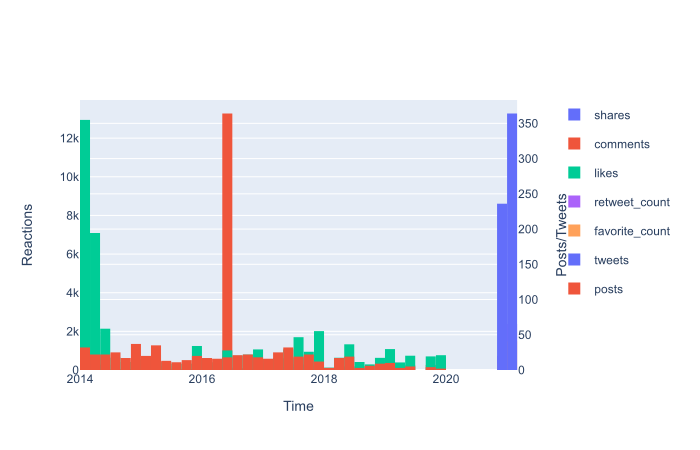 12k
10k
8k
6k
4k
2k
0
Reactions
2014
2016
2018
2020
Time
350
300
250
200
150
100
50
0
Posts/Tweets
shares
comments
likes
retweet_count
favorite_count
tweets
posts